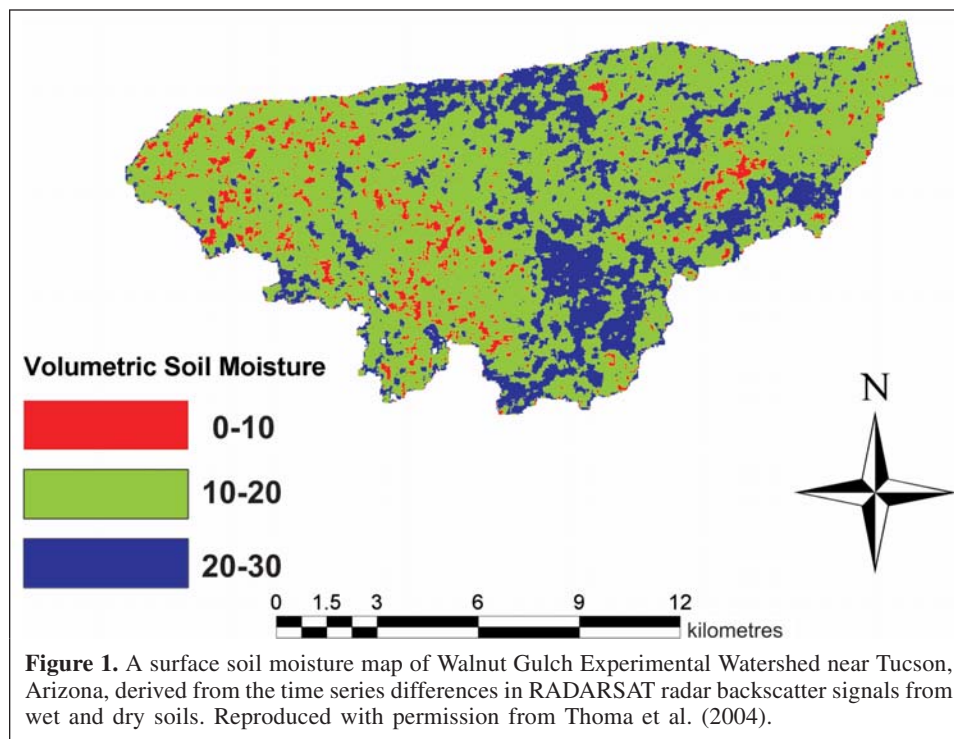 Volumetric Soil Moisture
0-10
10-20
20-30
N
0 1.5 3 6 9 12
kilometres
Figure 1. A surface soil moisture map of Walnut Gulch Experimental Watershed near Tucson,
Arizona, derived from the time series differences in RADARSAT radar backscatter signals from
wet and dry soils. Reproduced with permission from Thoma et al. (2004).